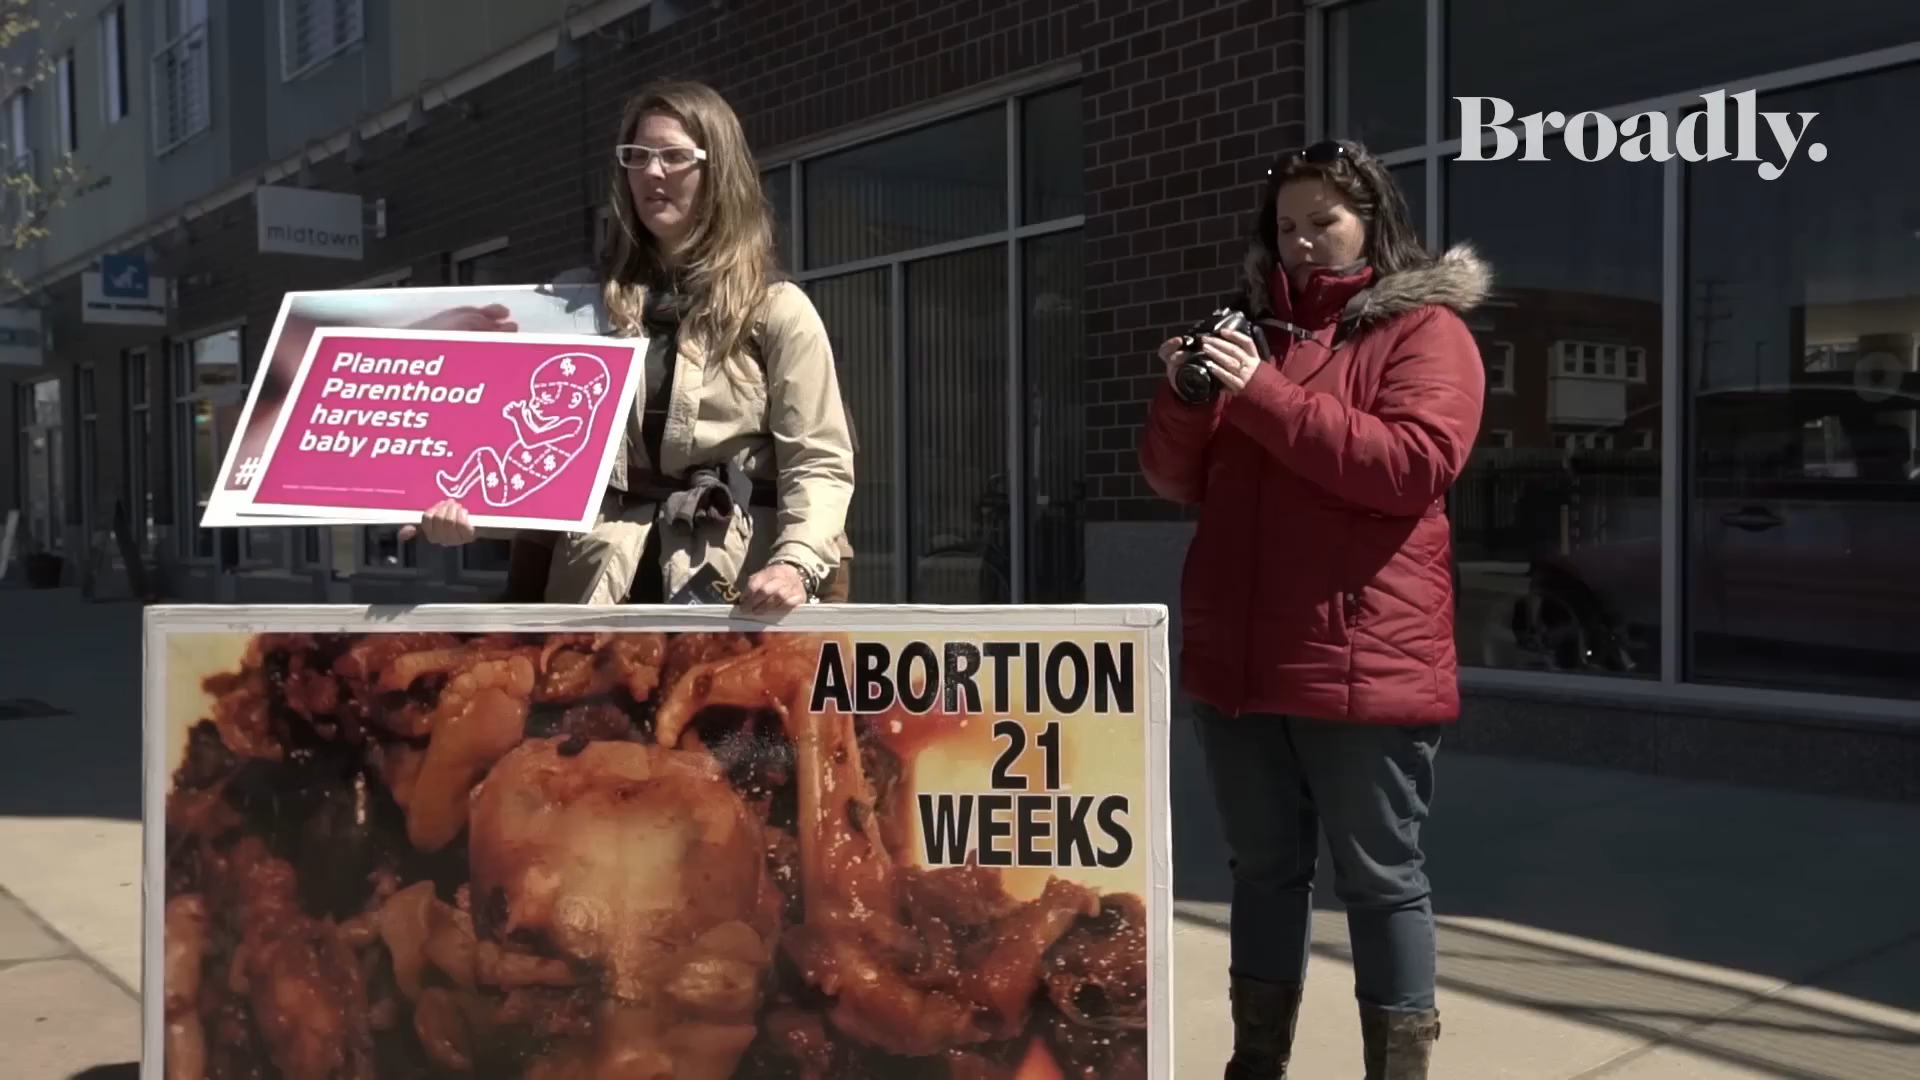 Broadly.
midtown
Planned
Parenthood
harvests
baby parts.
#
ABORTION
21
WEEKS